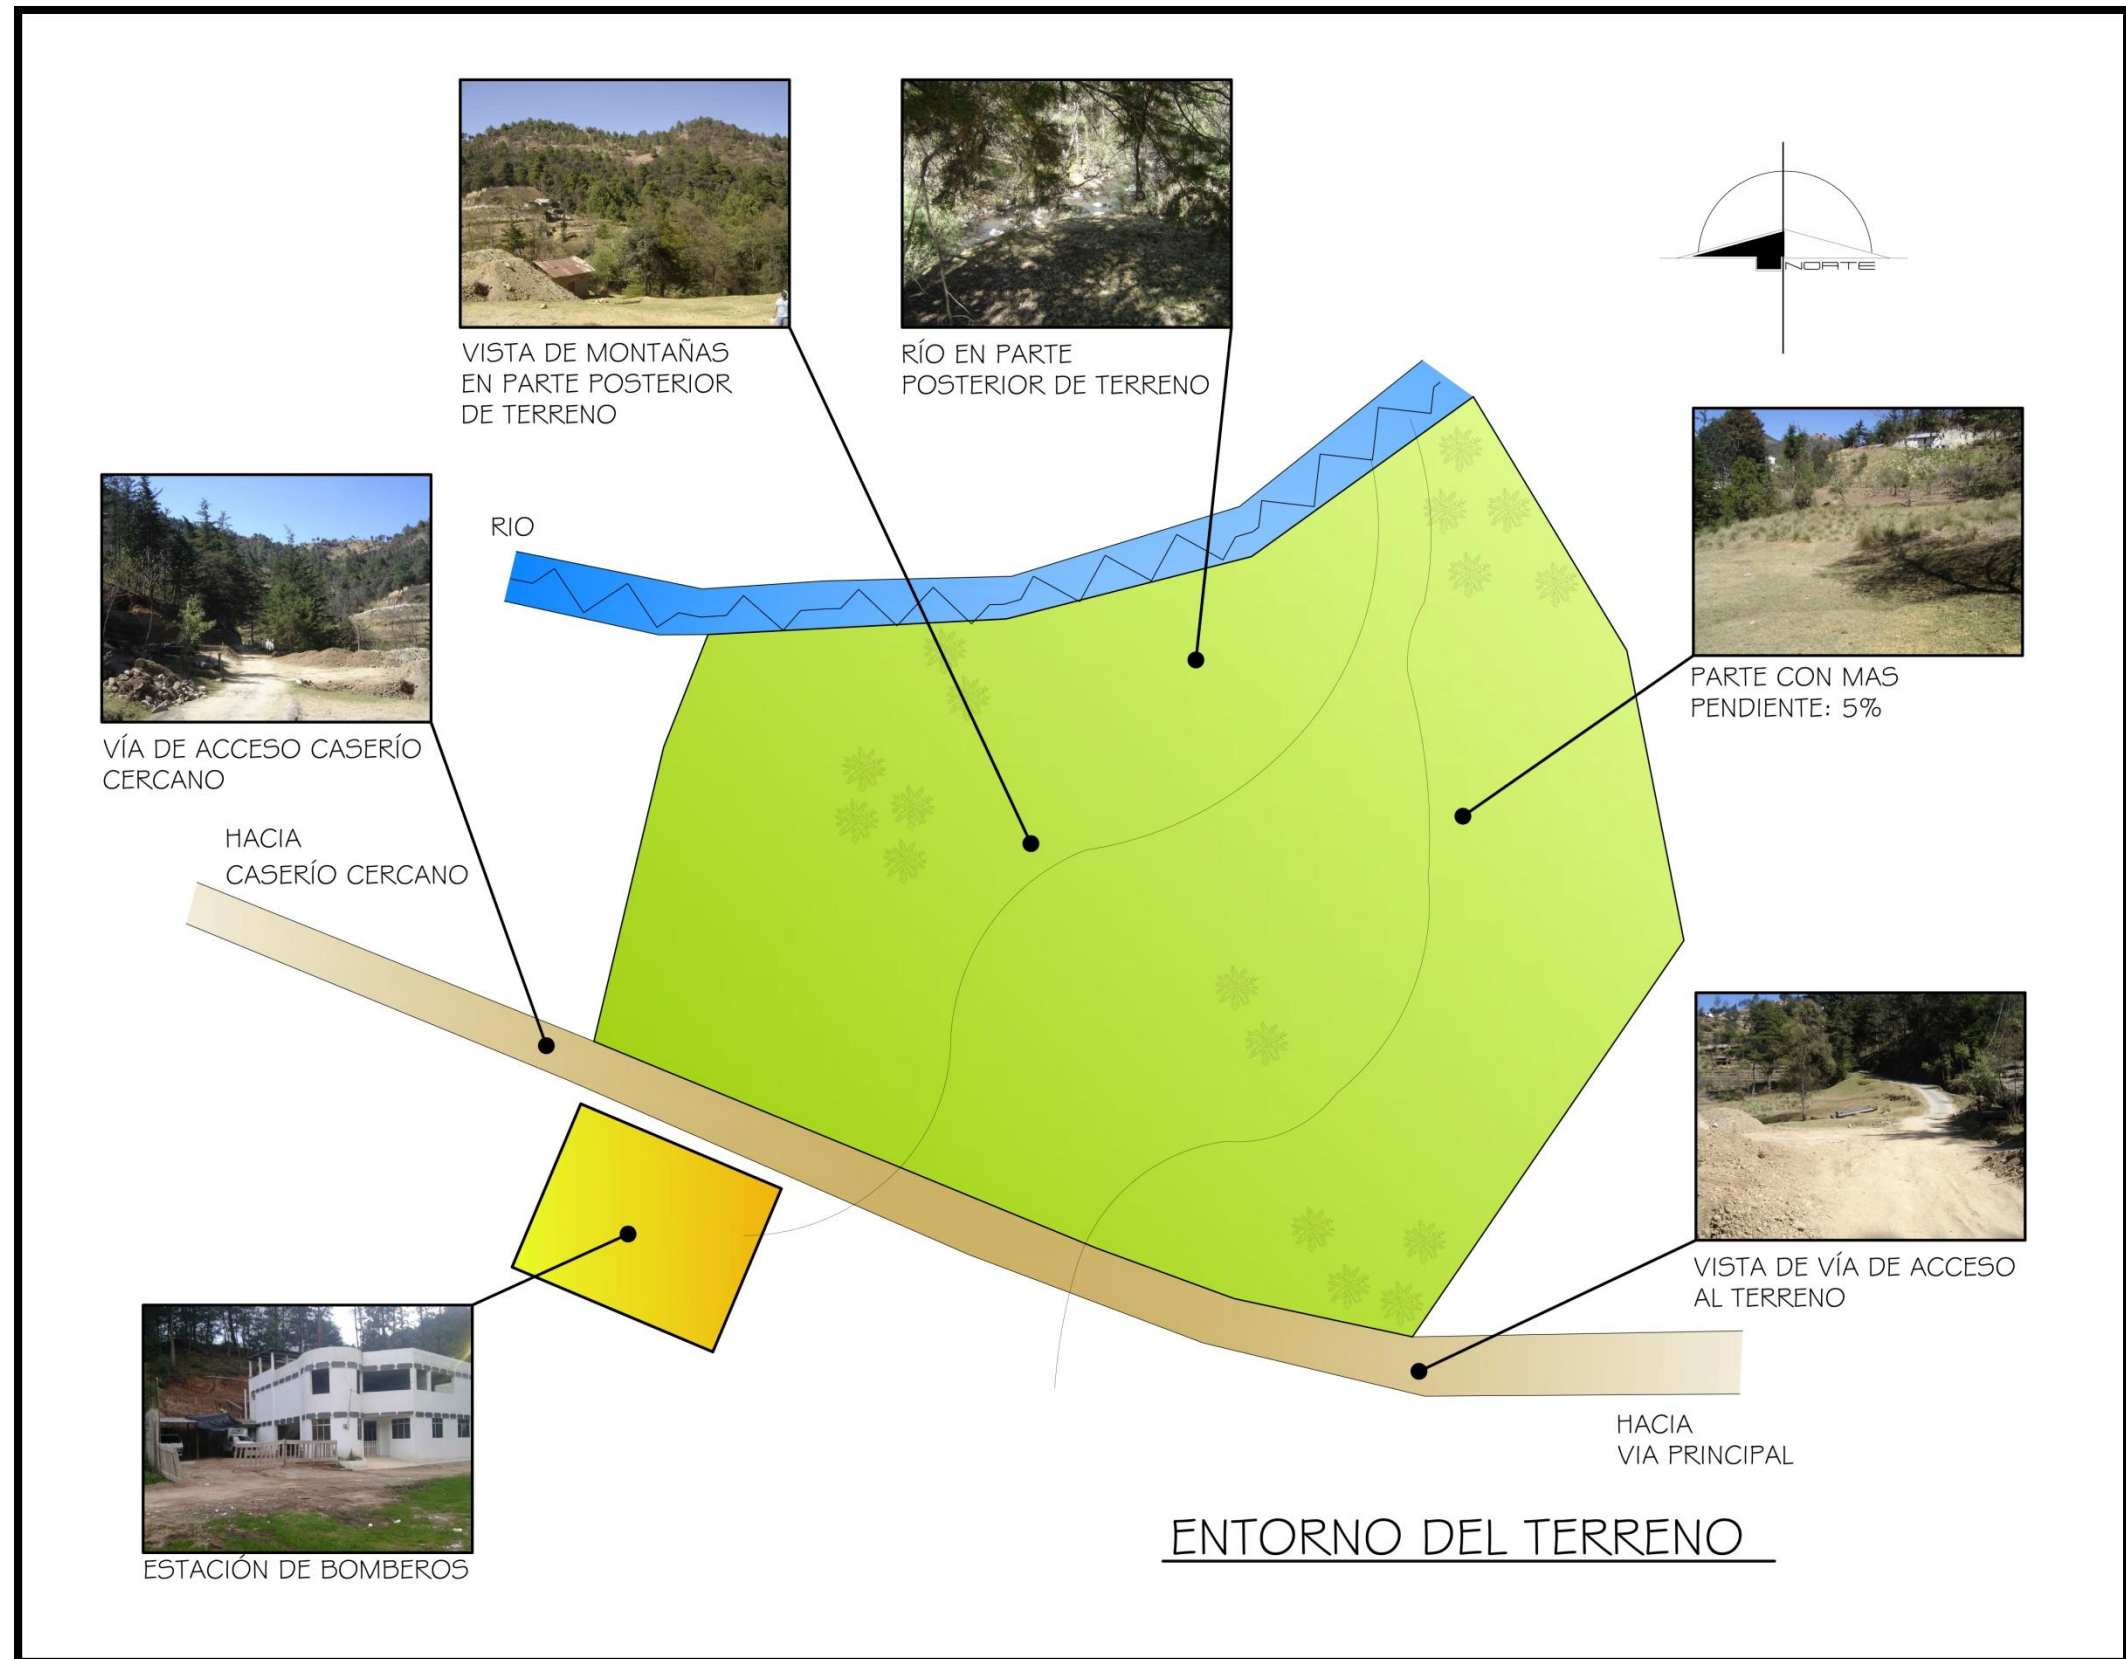 NORTE
VISTA DE MONTAÑAS
EN PARTE POSTERIOR
DE TERRENO
RÍO EN PARTE
POSTERIOR DE TERRENO
RIO
PARTE CON MAS
PENDIENTE: 5%
VÍA DE ACCESO CASERÍO
CERCANO
HACIA
CASERÍO CERCANO
VISTA DE VÍA DE ACCESO
AL TERRENO
HACIA
VIA PRINCIPAL
ESTACIÓN DE BOMBEROS
ENTORNO DEL TERRENO